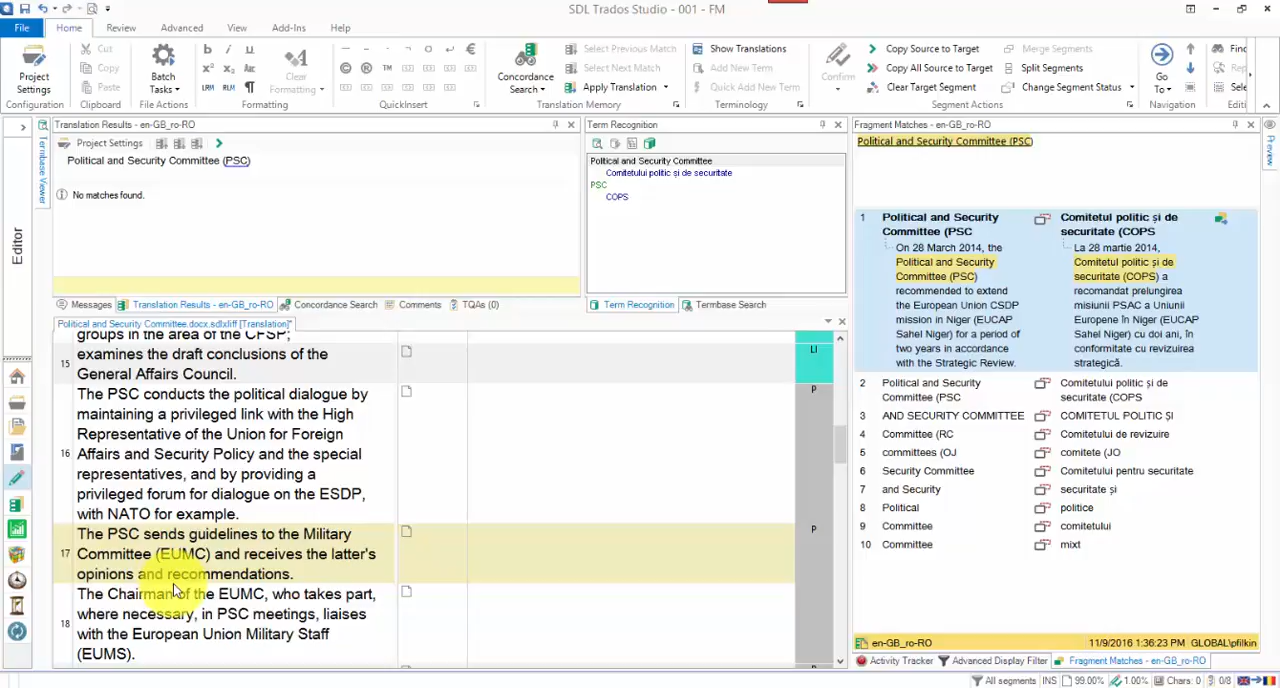 SDL Trados Studio - 001 - FM
File
Home
Review
Advanced
View
Add-Ins
Help
Project
Settings
Cut
Copy
Paste
Batch
Tasks
Clear
Formatting
Concordance
Search
Select Previous Match
Select Next Match
Apply Translation
Show Translations
Add New Term
Quick Add New Term
Confirm
Copy Source to Target
Copy All Source to Target
Clear Target Segment
Merge Segments
Split Segments
Change Segment Status
Go
To
Find
Rep
Sele
Configuration
Clipboard
File Actions
Formatting
QuickInsert
Translation Memory
Terminology
Segment Actions
Navigation
Editi
Editor
Termbase Viewer
Translation Results - en-GB_ro-RO
Project Settings
Political and Security Committee (PSC)
No matches found.
Messages
Translation Results - en-GB_ro-RO
Concordance Search
Comments
TQAs (0)
Term Recognition
Political and Security Committee
Comitetului politic și de securitate
PSC
COPS
Term Recognition
Termbase Search
Fragment Matches - en-GB_ro-RO
Preview
Political and Security Committee (PSC)
1
Political and Security
Committee (PSC
On 28 March 2014, the
Political and Security
Committee (PSC)
recommended to extend
the European Union CSDP
mission in Niger (EUCAP
Sahel Niger) for a period of
two years in accordance
with the Strategic Review.
Comitetul politic și de
securitate (COPS
La 28 martie 2014,
Comitetul politic și de
securitate (COPS) a
recomandat prelungirea
misiunii PSAC a Uniunii
Europene în Niger (EUCAP
Sahel Niger) cu doi ani, în
conformitate cu revizuirea
strategică.
2
Political and Security
Committee (PSC
Comitetului politic și de
securitate (COPS
3 AND SECURITY COMMITTEE COMITETUL POLITIC ȘI
4 Committee (RC Comitetului de revizuire
5 committees (OJ comitete (JO
6 Security Committee Comitetului pentru securitate
7 and Security securitate și
8 Political politice
9 Committee comitetului
10 Committee mixt
en-GB_ro-RO 11/9/2016 1:36:23 PM GLOBAL\pfilkin
Activity Tracker
Advanced Display Filter
Fragment Matches - en-GB_ro-RO
Political and Security Committee.docx.sdlxliff [Translation]*
groups in the area of the CFSP;
15
examines the draft conclusions of the
General Affairs Council.
LI
16
The PSC conducts the political dialogue by
maintaining a privileged link with the High
Representative of the Union for Foreign
Affairs and Security Policy and the special
representatives, and by providing a
privileged forum for dialogue on the ESDP,
with NATO for example.
P
17
The PSC sends guidelines to the Military
Committee (EUMC) and receives the latter's
opinions and recommendations.
P
18
The Chairman of the EUMC, who takes part,
where necessary, in PSC meetings, liaises
with the European Union Military Staff
(EUMS).
All segments
INS
99.00%
1.00%
Chars: 0
0/8